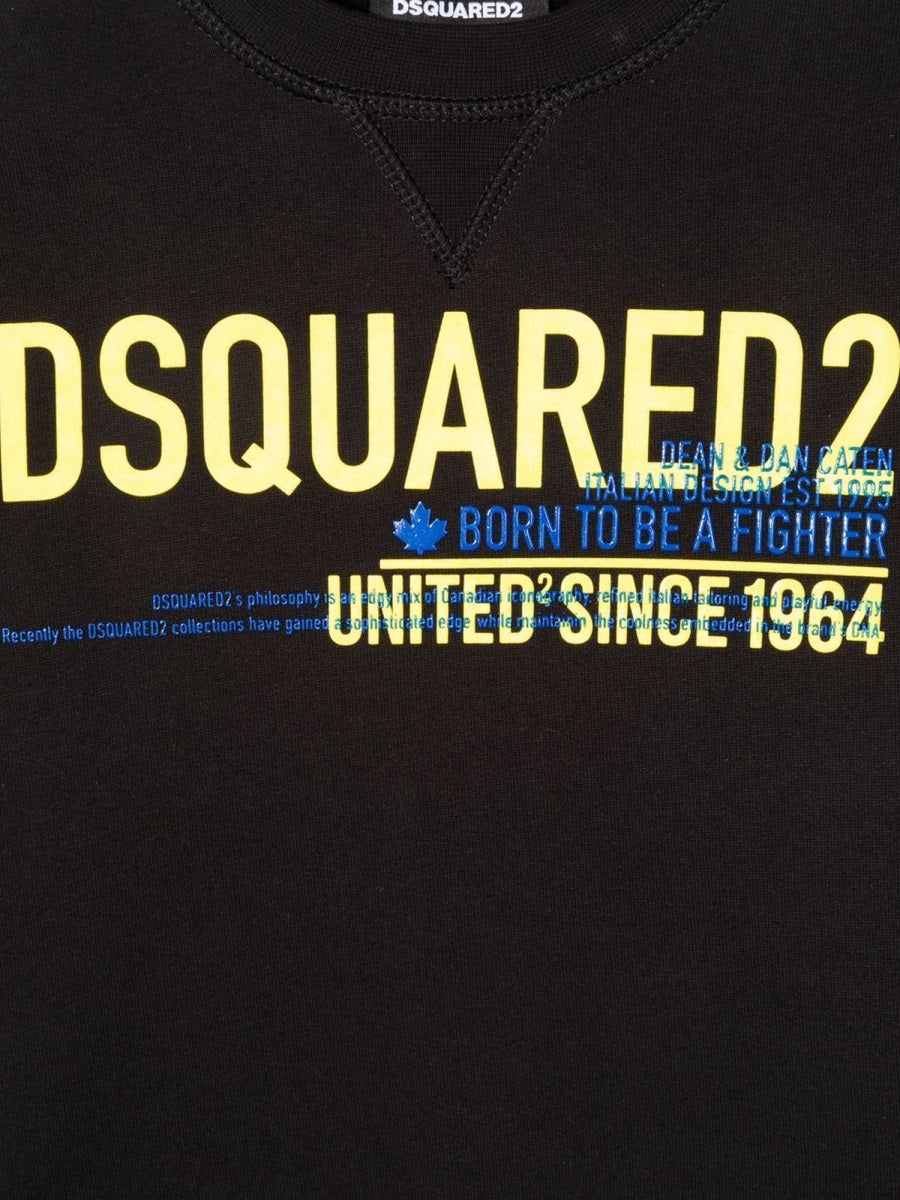 DSQUARED2
DSQUARED2
DEAN & DAN CATEN
ITALIAN DESIGN EST 1995
BORN TO BE A FIGHTER
UNITED² SINCE 1964
DSQUARED2's philosophy is an edgy mix of Canadian iconography, refined italian tailoring and playful energy.
Recently the DSQUARED2 collections have gained a sophisticated edge while maintain in the coolness embedded in the brand's DNA.